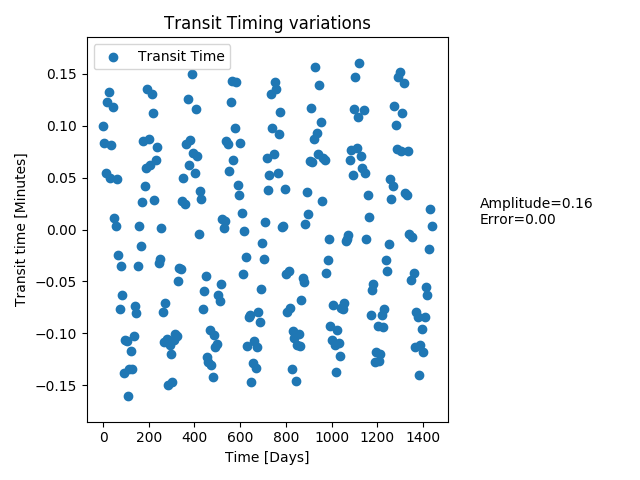 Transit Timing variations
Transit Time
Transit time [Minutes]
0.15
0.10
0.05
0.00
−0.05
−0.10
−0.15
0 200 400 600 800 1000 1200 1400
Time [Days]
Amplitude=0.16
Error=0.00